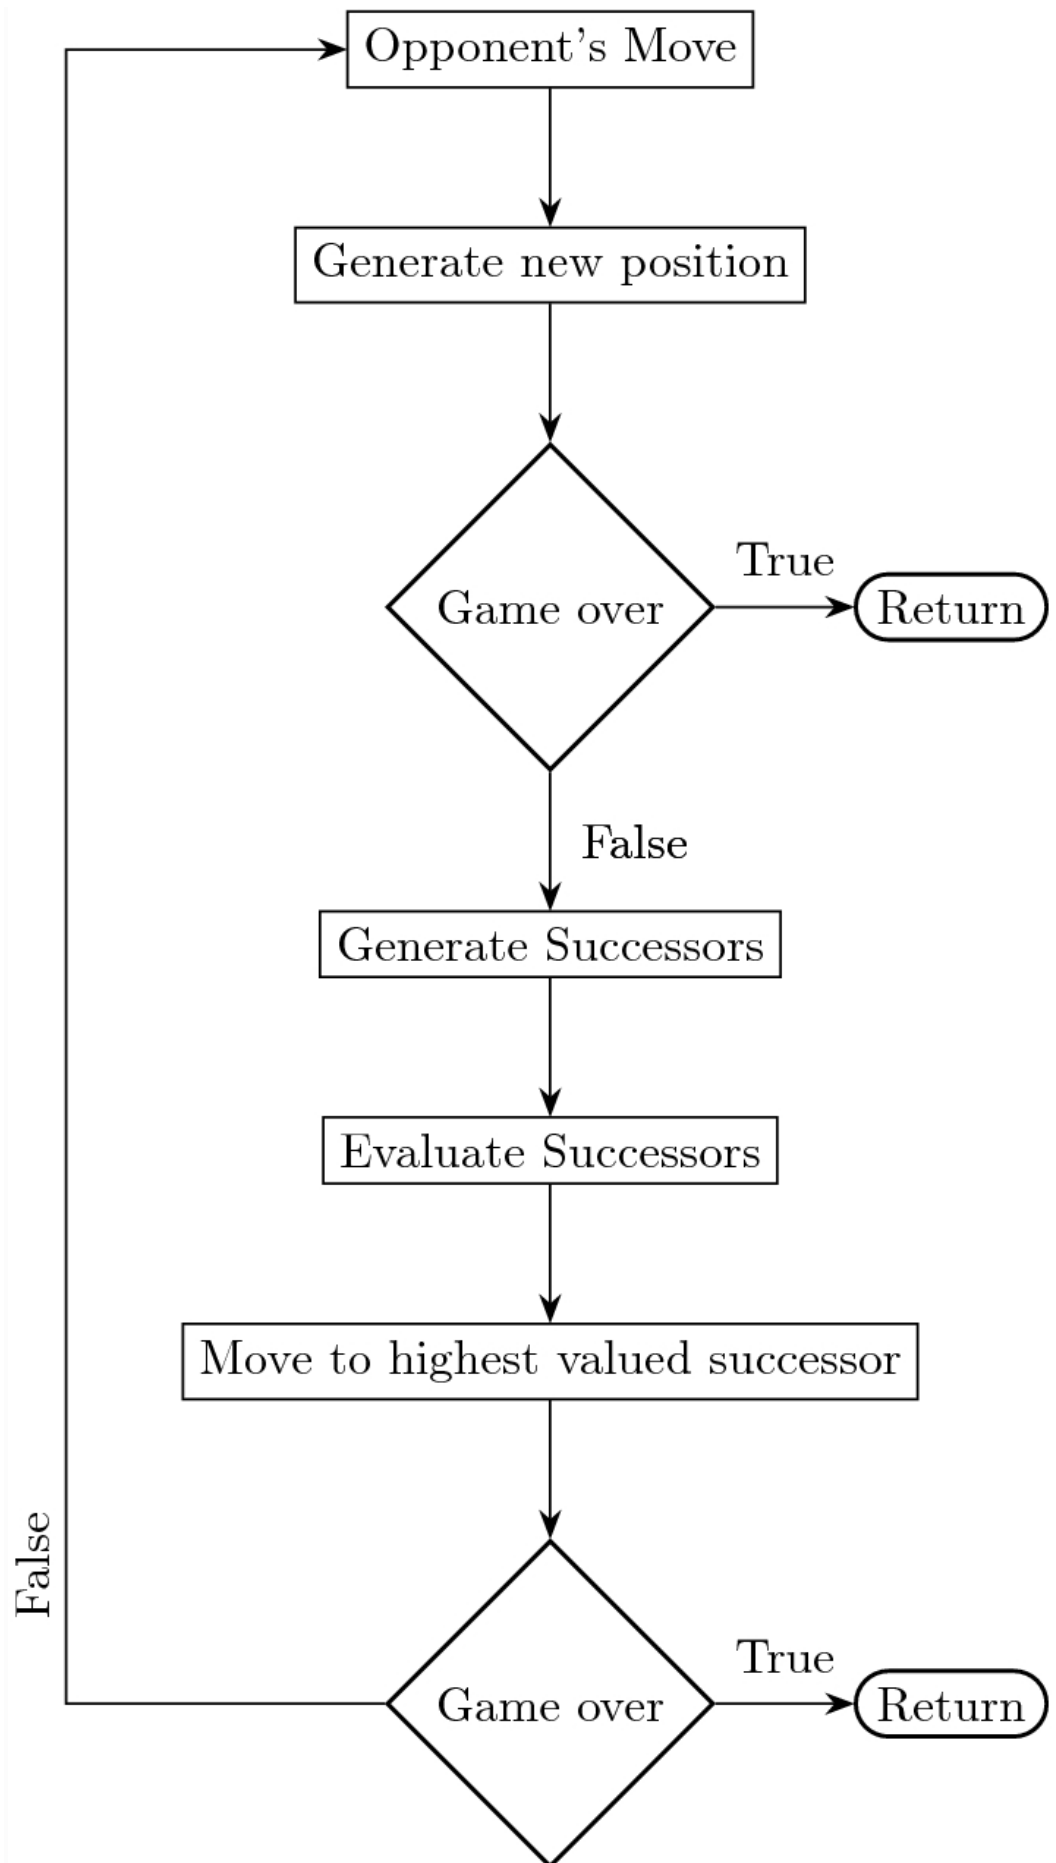 Opponent's Move
Generate new position
Game over
True
Return
False
Generate Successors
Evaluate Successors
Move to highest valued successor
False
Game over
True
Return